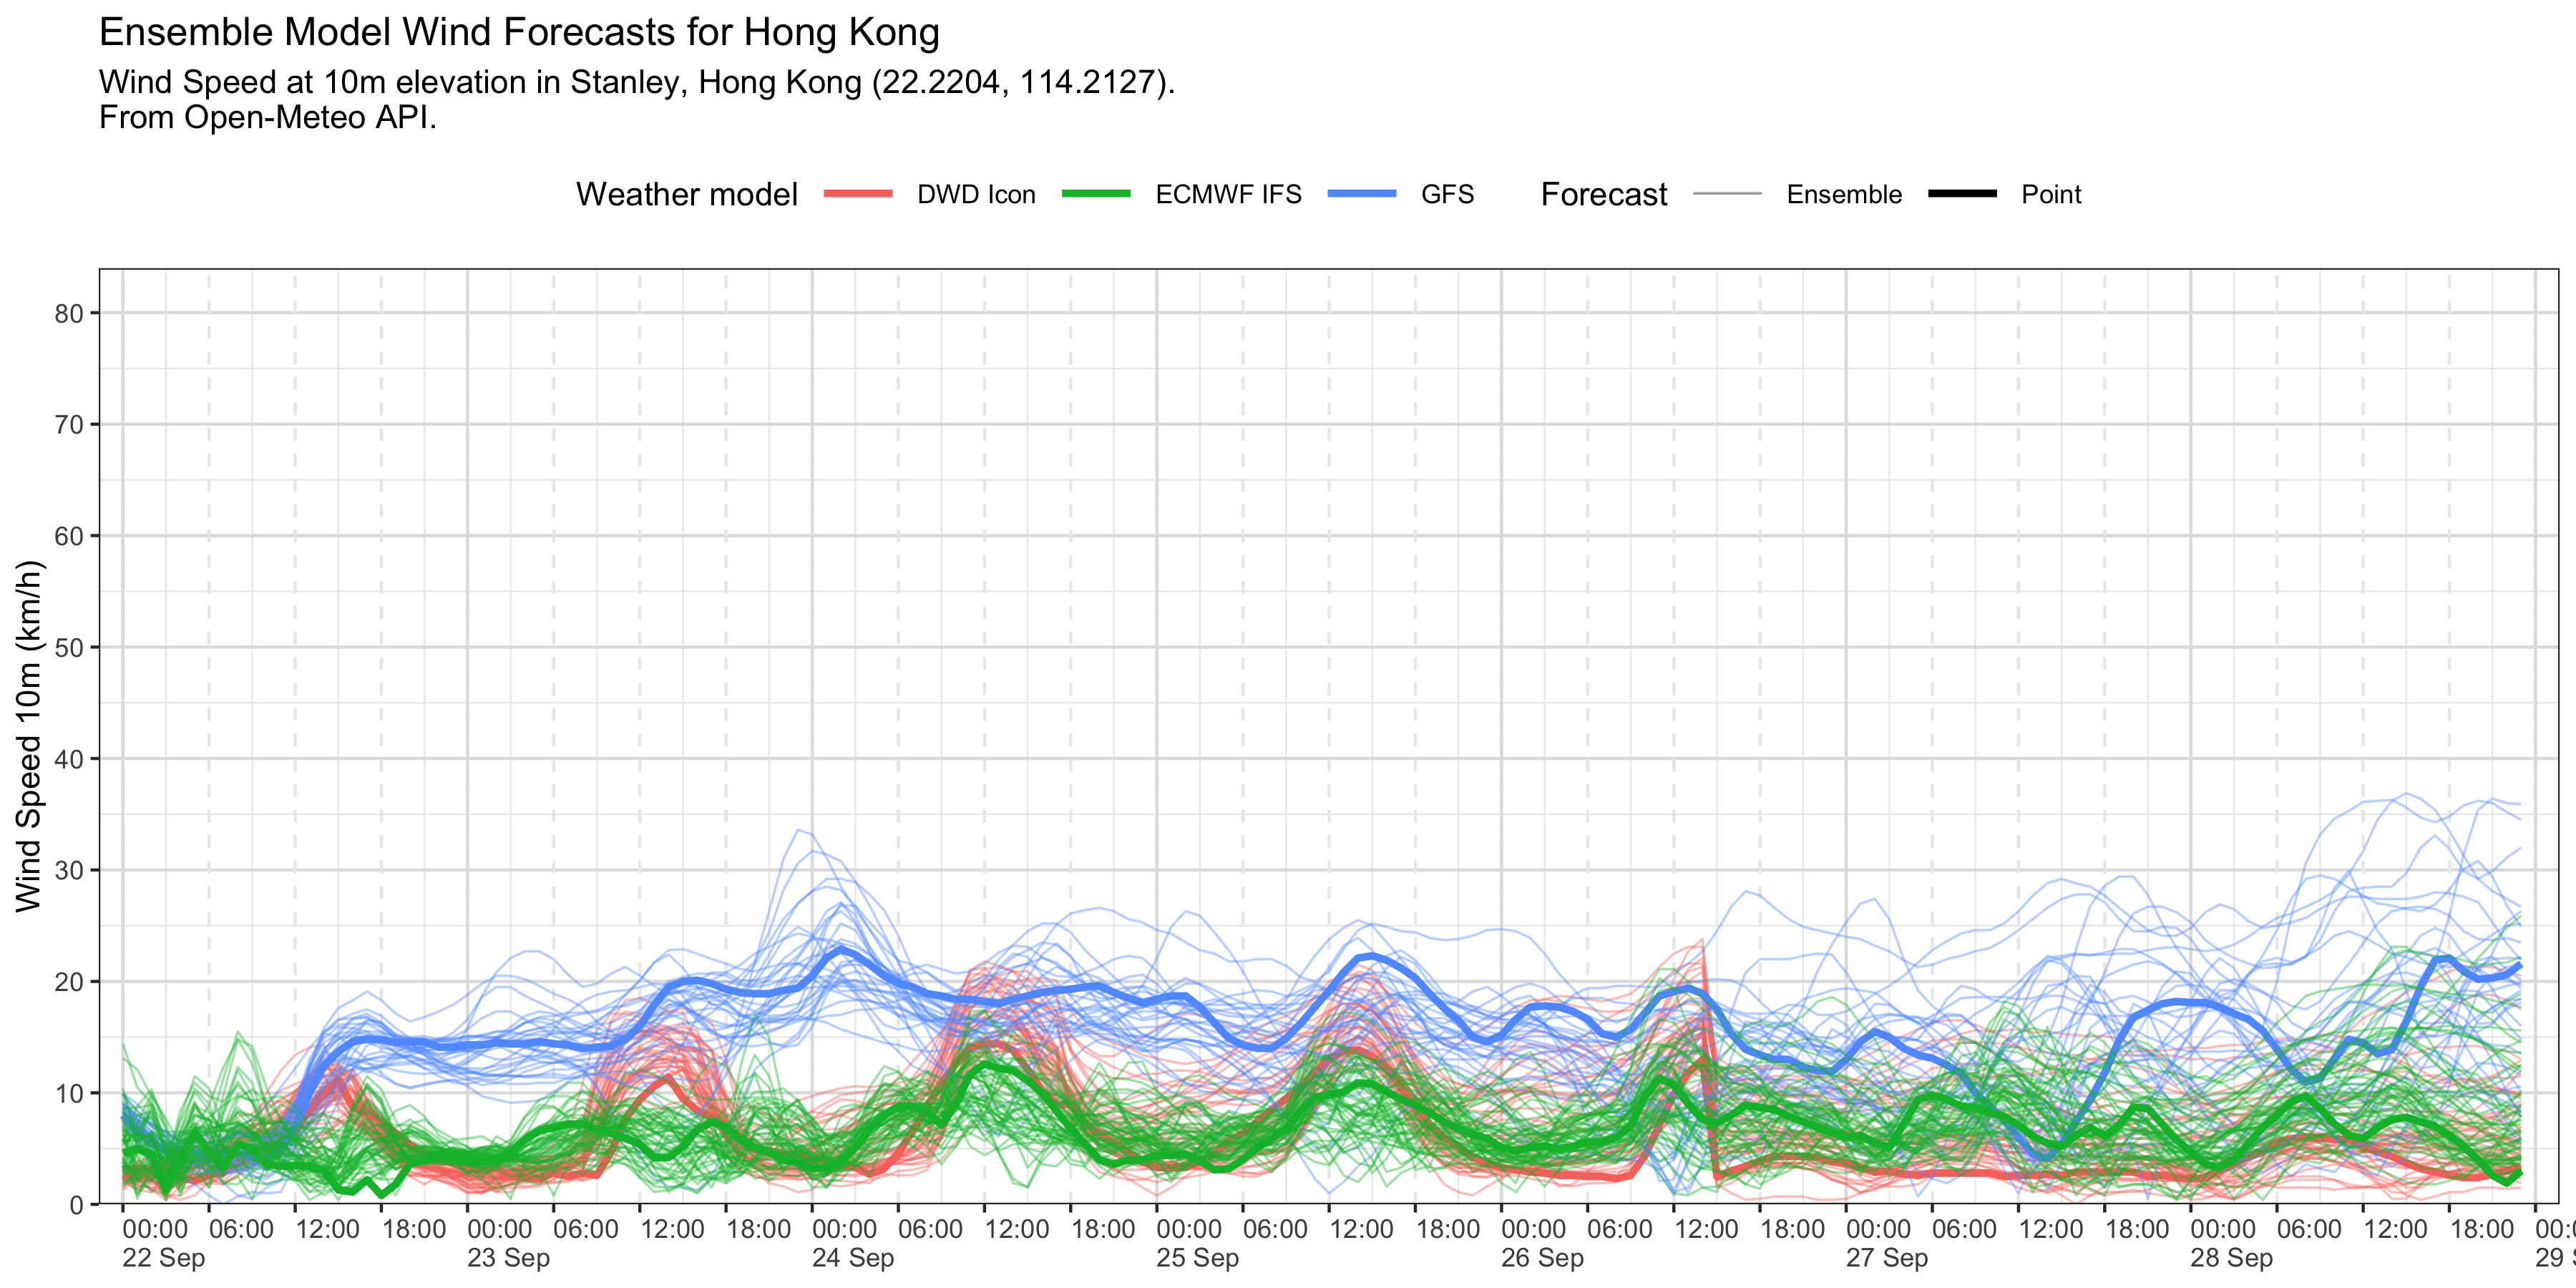 Ensemble Model Wind Forecasts for Hong Kong
Wind Speed at 10m elevation in Stanley, Hong Kong (22.2204, 114.2127).
From Open-Meteo API.
Weather model DWD Icon ECMWF IFS GFS Forecast Ensemble Point
Wind Speed 10m (km/h)
80
70
60
50
40
30
20
10
0
00:00 06:00 12:00 18:00 00:00 06:00 12:00 18:00 00:00 06:00 12:00 18:00 00:00 06:00 12:00 18:00 00:00 06:00 12:00 18:00 00:00 06:00 12:00 18:00 00:00 06:00 12:00 18:00 00:
22 Sep 23 Sep 24 Sep 25 Sep 26 Sep 27 Sep 28 Sep 29